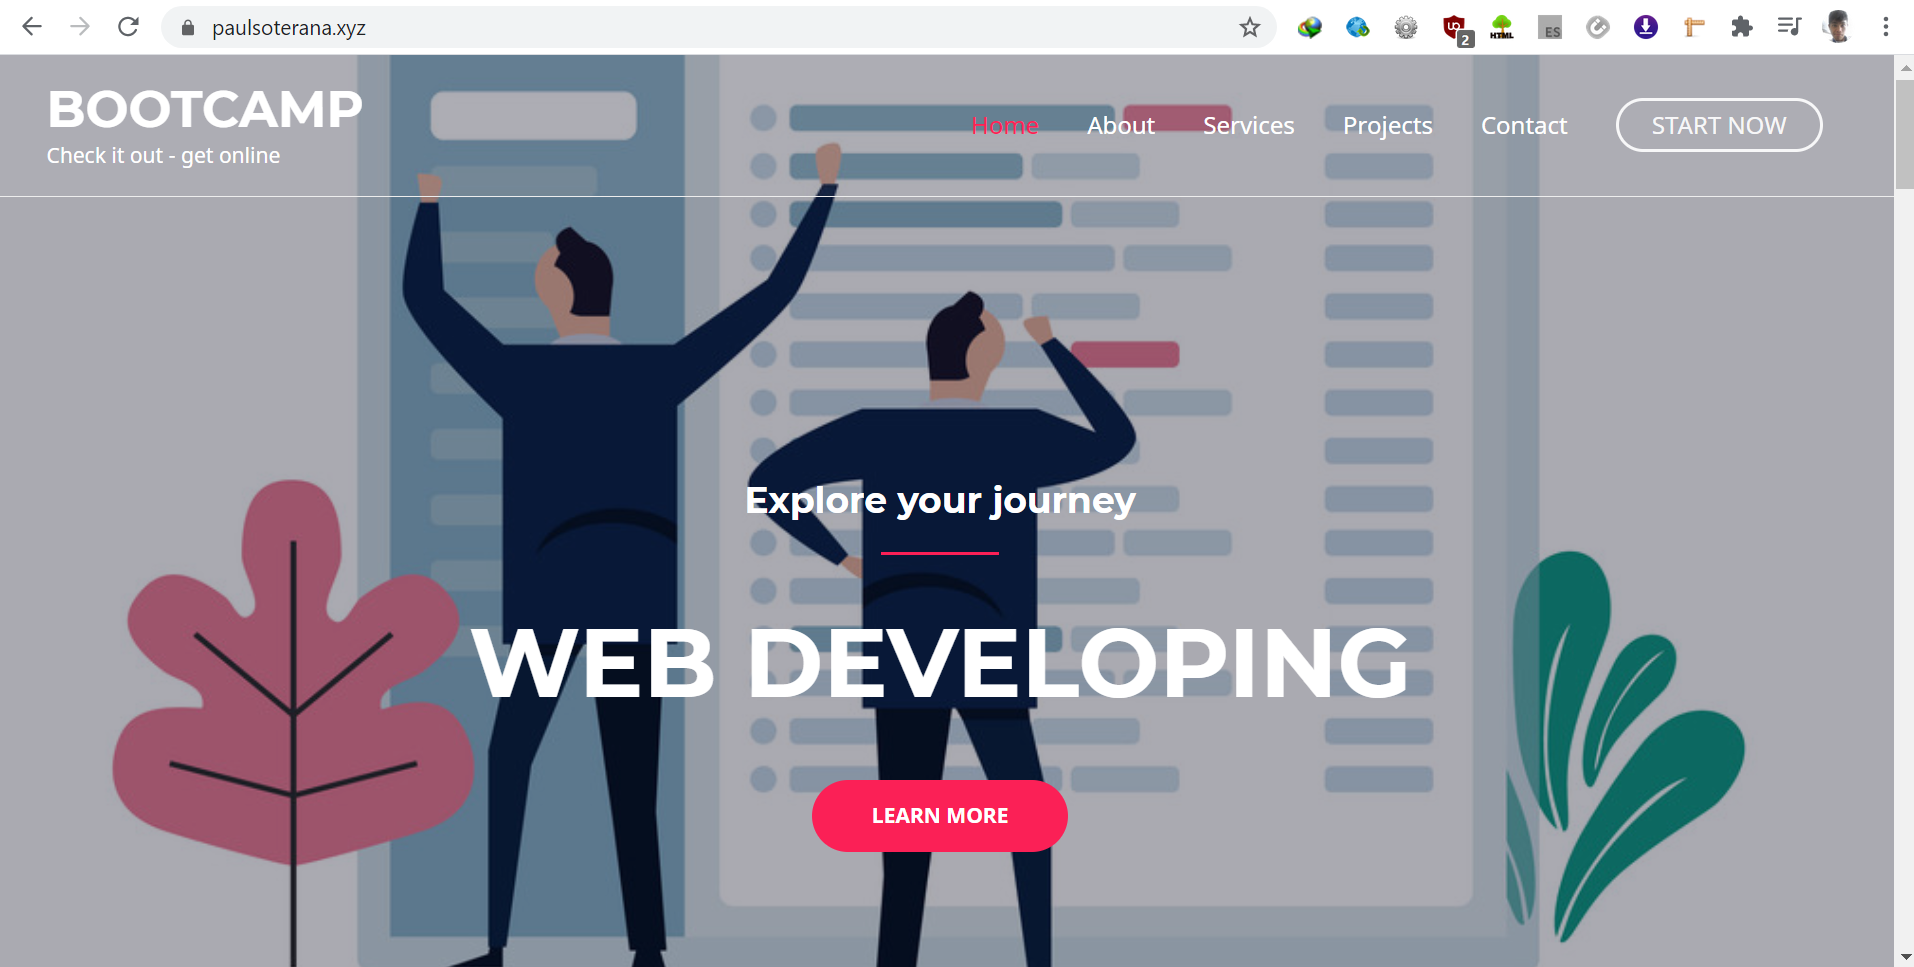 paulsoterana.xyz
2
HTML
ES
BOOTCAMP
Check it out - get online
Home About Services Projects Contact START NOW
Explore your journey
WEB DEVELOPING
LEARN MORE